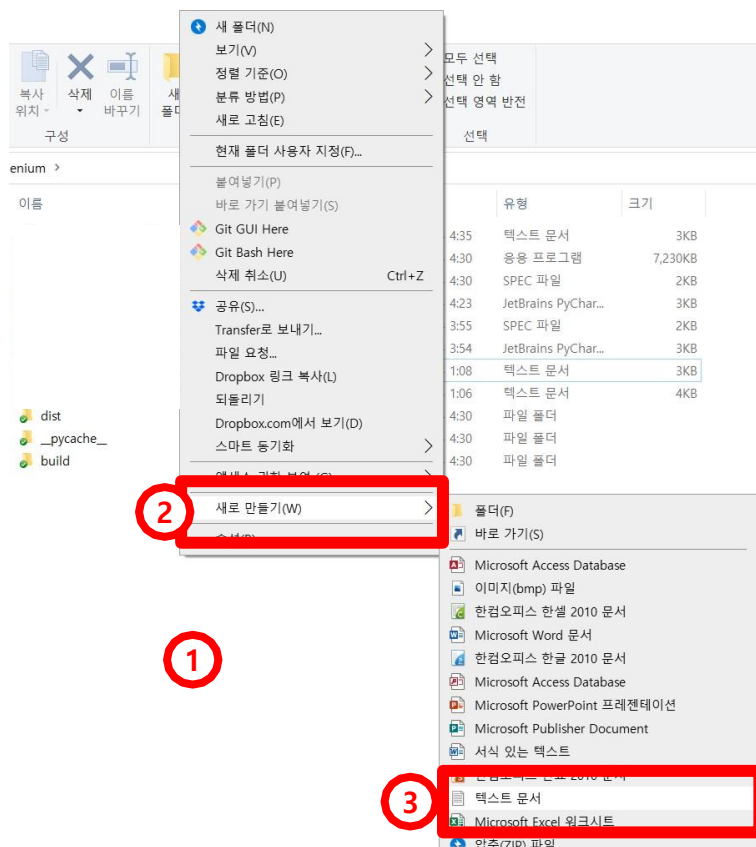 새 폴더(N)
보기(V)
정렬 기준(O)
분류 방법(P)
새로 고침(E)
현재 폴더 사용자 지정(F)...
붙여넣기(P)
바로 가기 붙여넣기(S)
Git GUI Here
Git Bash Here
삭제 취소(U) Ctrl+Z
공유(S)...
Transfer로 보내기...
파일 요청...
Dropbox 링크 복사(L)
되돌리기
Dropbox.com에서 보기(D)
스마트 동기화
새로 만들기(W)
복사 위치
삭제
이름 바꾸기
새
구성
모두 선택
선택 안 함
선택 영역 반전
선택
enium >
이름
유형 크기
4:35 텍스트 문서 3KB
4:30 응용 프로그램 7,230KB
4:30 SPEC 파일 2KB
4:23 JetBrains PyChar... 3KB
3:55 SPEC 파일 2KB
3:54 JetBrains PyChar... 3KB
1:08 텍스트 문서 3KB
1:06 텍스트 문서 4KB
dist 4:30 파일 폴더
__pycache__ 4:30 파일 폴더
build 4:30 파일 폴더
2
1
3
폴더(F)
바로 가기(S)
Microsoft Access Database
이미지(bmp) 파일
한컴오피스 한셀 2010 문서
Microsoft Word 문서
한컴오피스 한글 2010 문서
Microsoft Access Database
Microsoft PowerPoint 프레젠테이션
Microsoft Publisher Document
서식 있는 텍스트
텍스트 문서
Microsoft Excel 워크시트
압축(ZIP) 파일